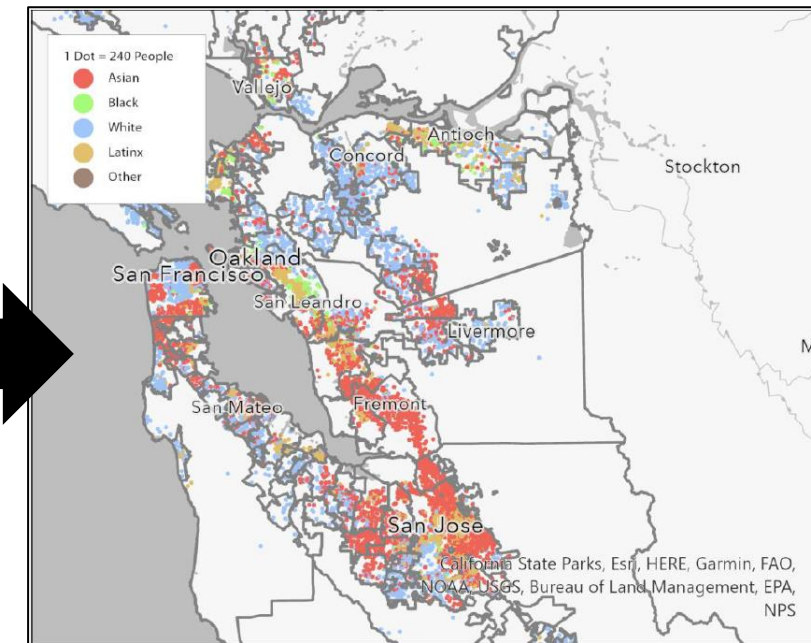 1 Dot = 240 People
Asian
Black
White
Latinx
Other
Vallejo
Antioch
Concord
Stockton
Oakland
San Francisco
San Leandro
Livermore
M
San Mateo
Fremont
San Jose
California State Parks, Esri, HERE, Garmin, FAO,
NOAA, USGS, Bureau of Land Management, EPA,
NPS